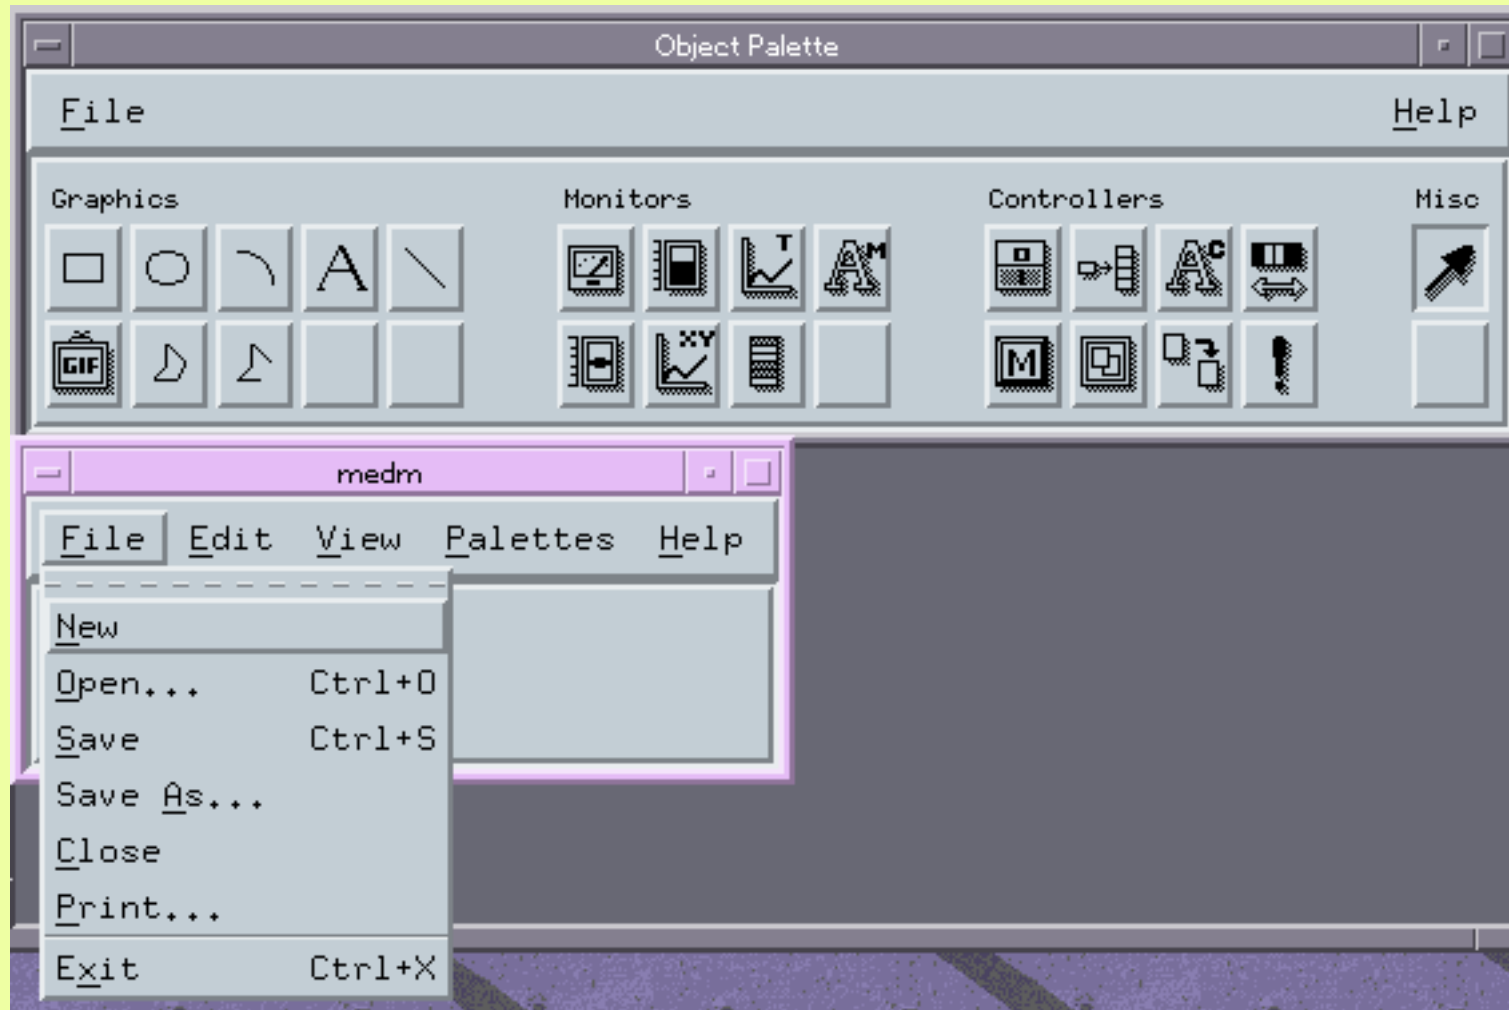 Object Palette
File Help
Graphics Monitors Controllers Misc
A T A M A C
GIF XY M
medm
File Edit View Palettes Help
New
Open... Ctrl+O
Save Ctrl+S
Save As...
Close
Print...
Exit Ctrl+X